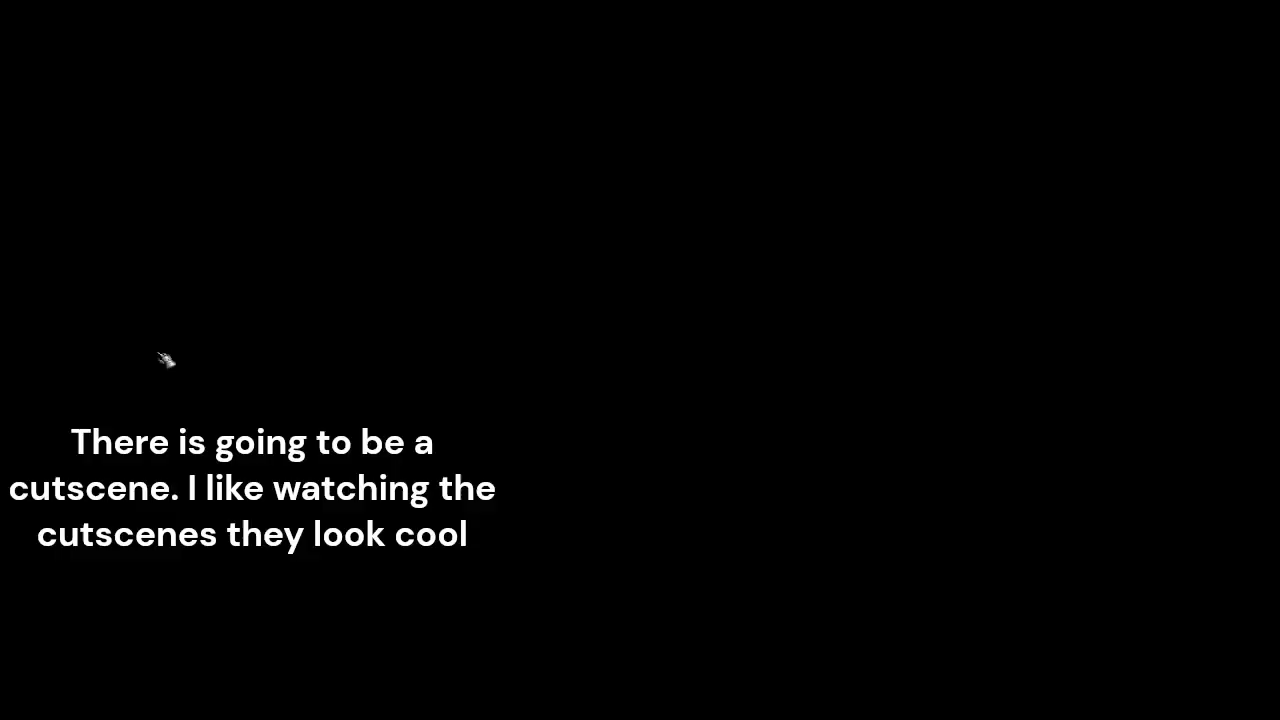 There is going to be a
cutscene. I like watching the
cutscenes they look cool